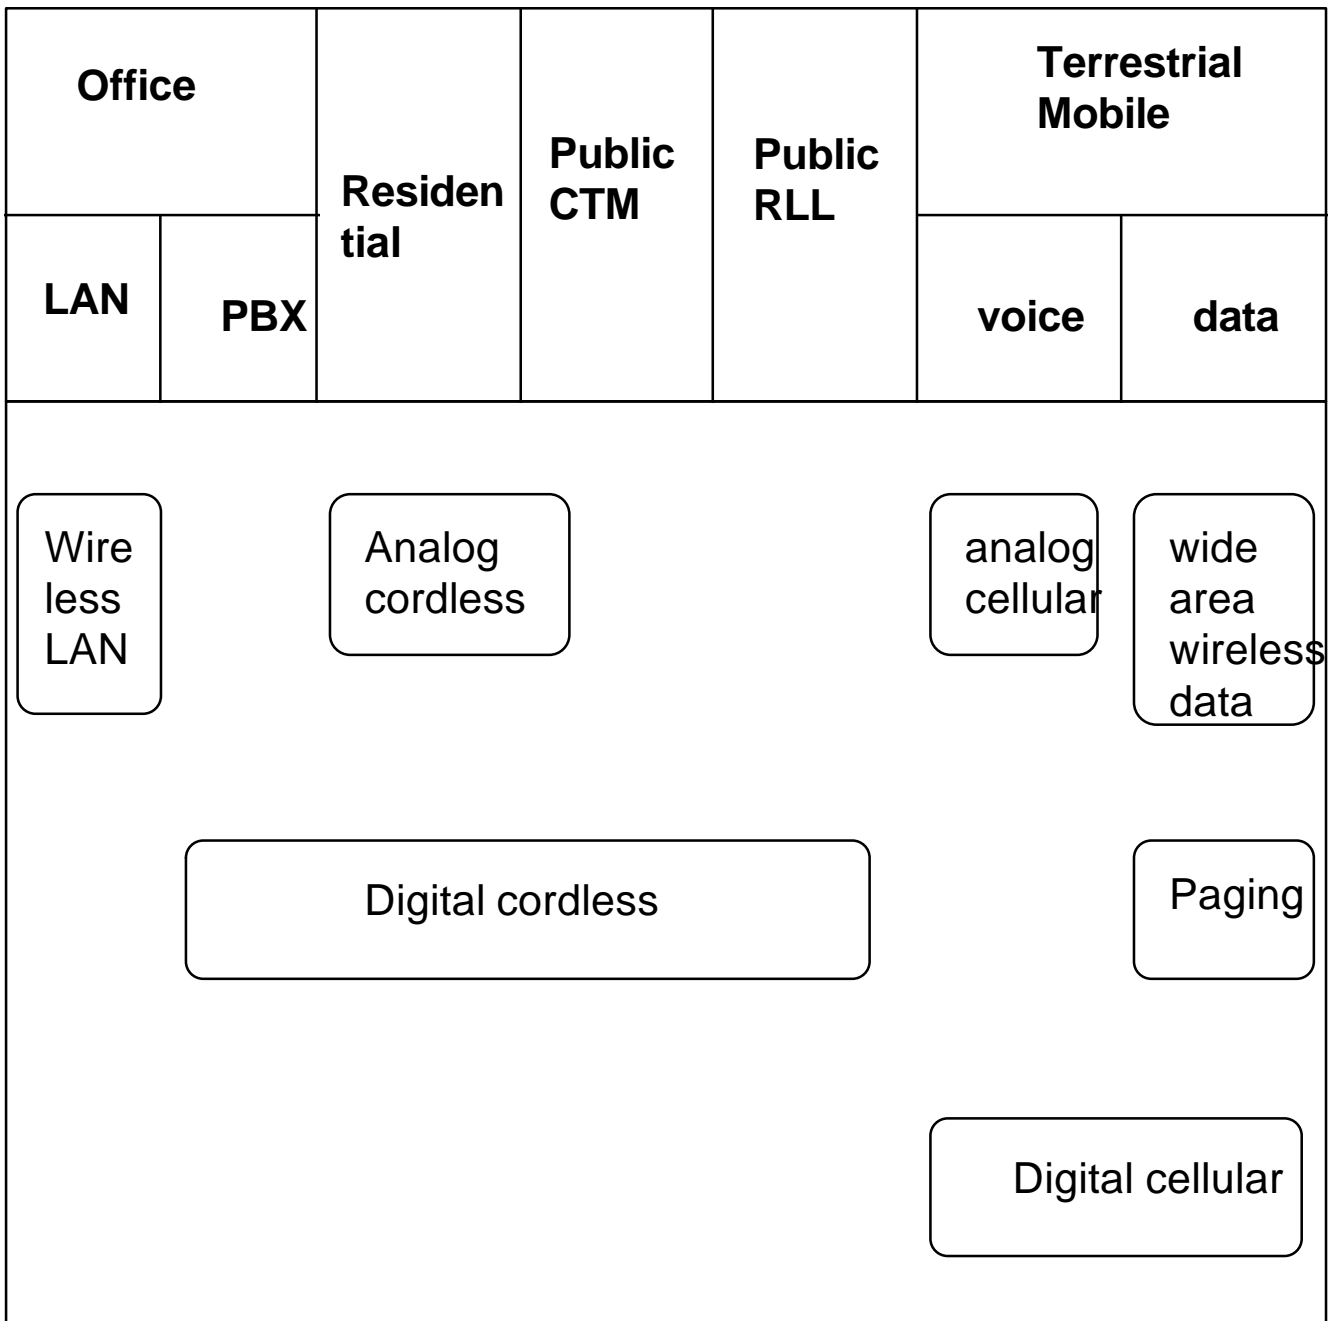 Office
Terrestrial
Mobile
Residen
tial
Public
CTM
Public
RLL
LAN
PBX
voice
data
Wire
less
LAN
Analog
cordless
analog
cellular
wide
area
wireless
data
Digital cordless
Paging
Digital cellular